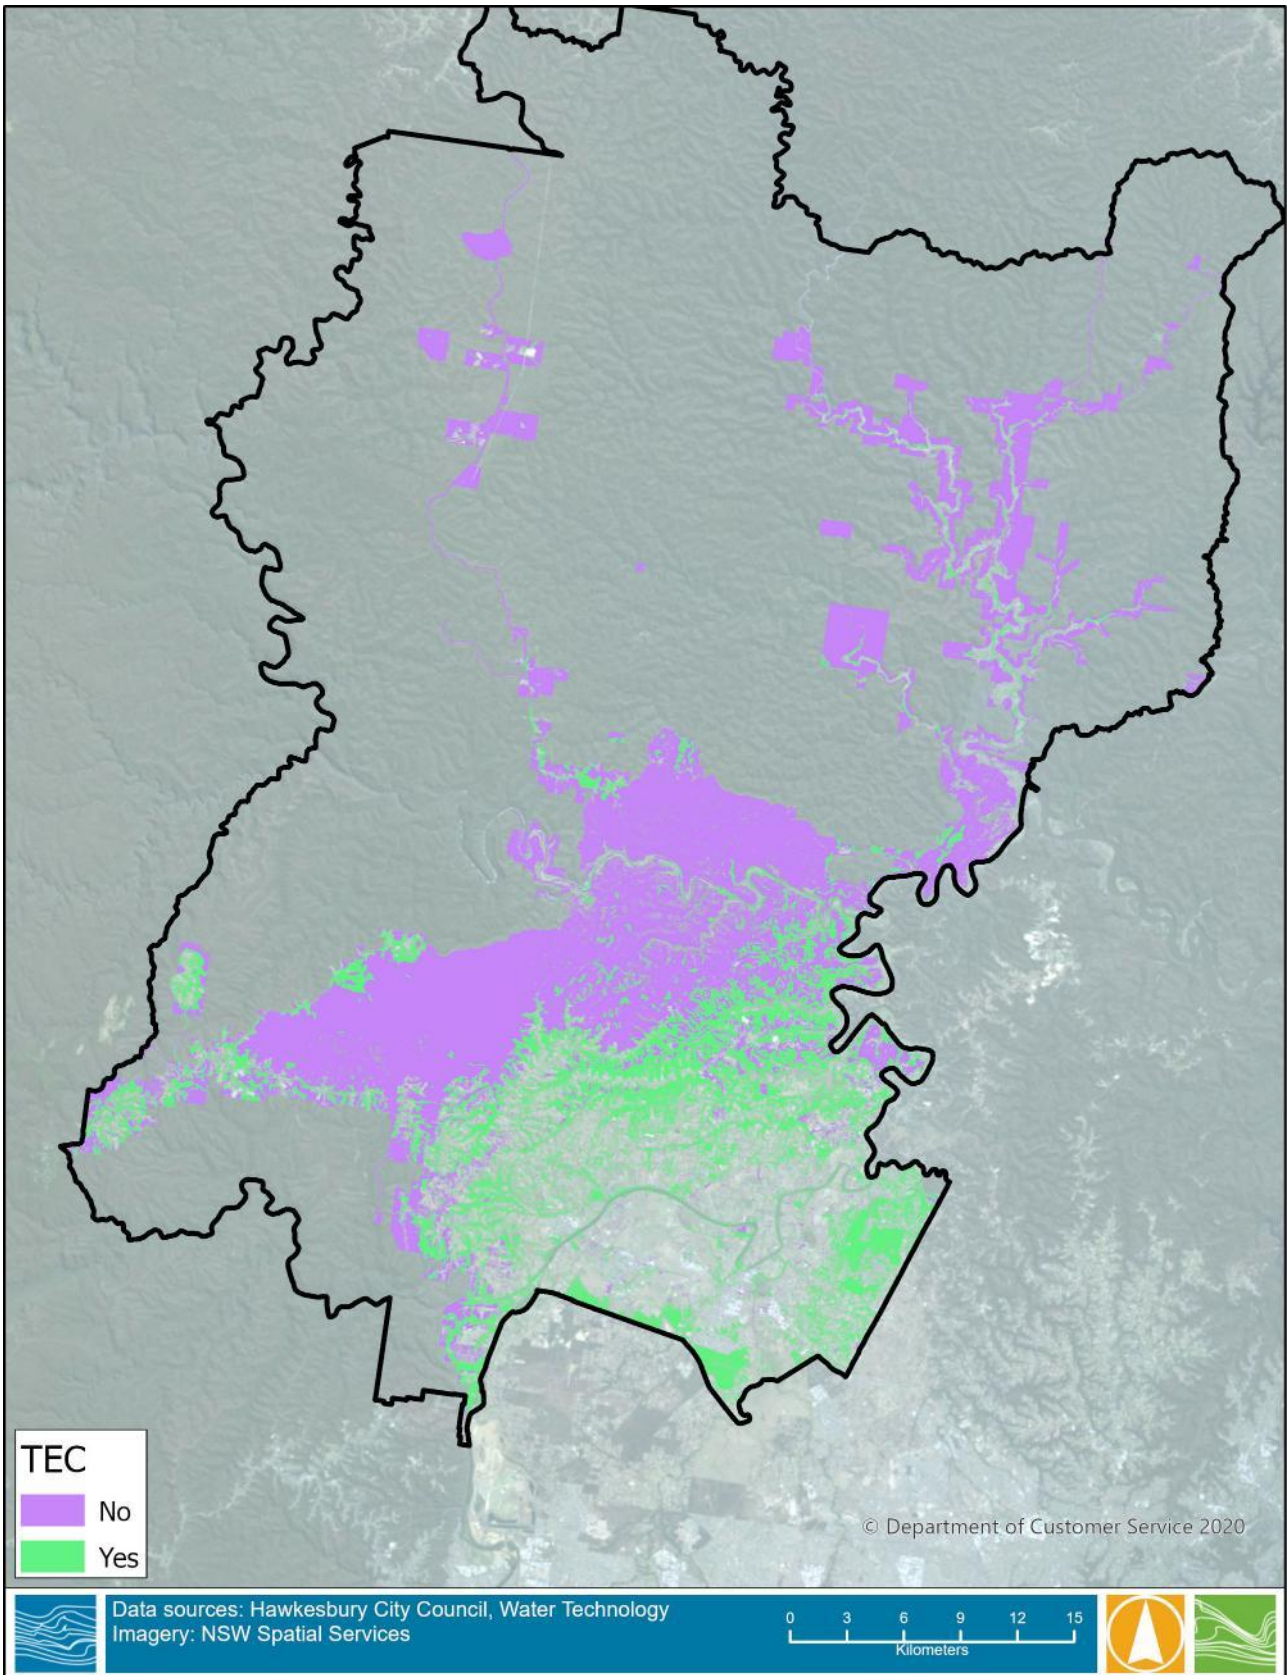 TEC
No
Yes
© Department of Customer Service 2020
Data sources: Hawkesbury City Council, Water Technology
Imagery: NSW Spatial Services
0 3 6 9 12 15
Kilometers